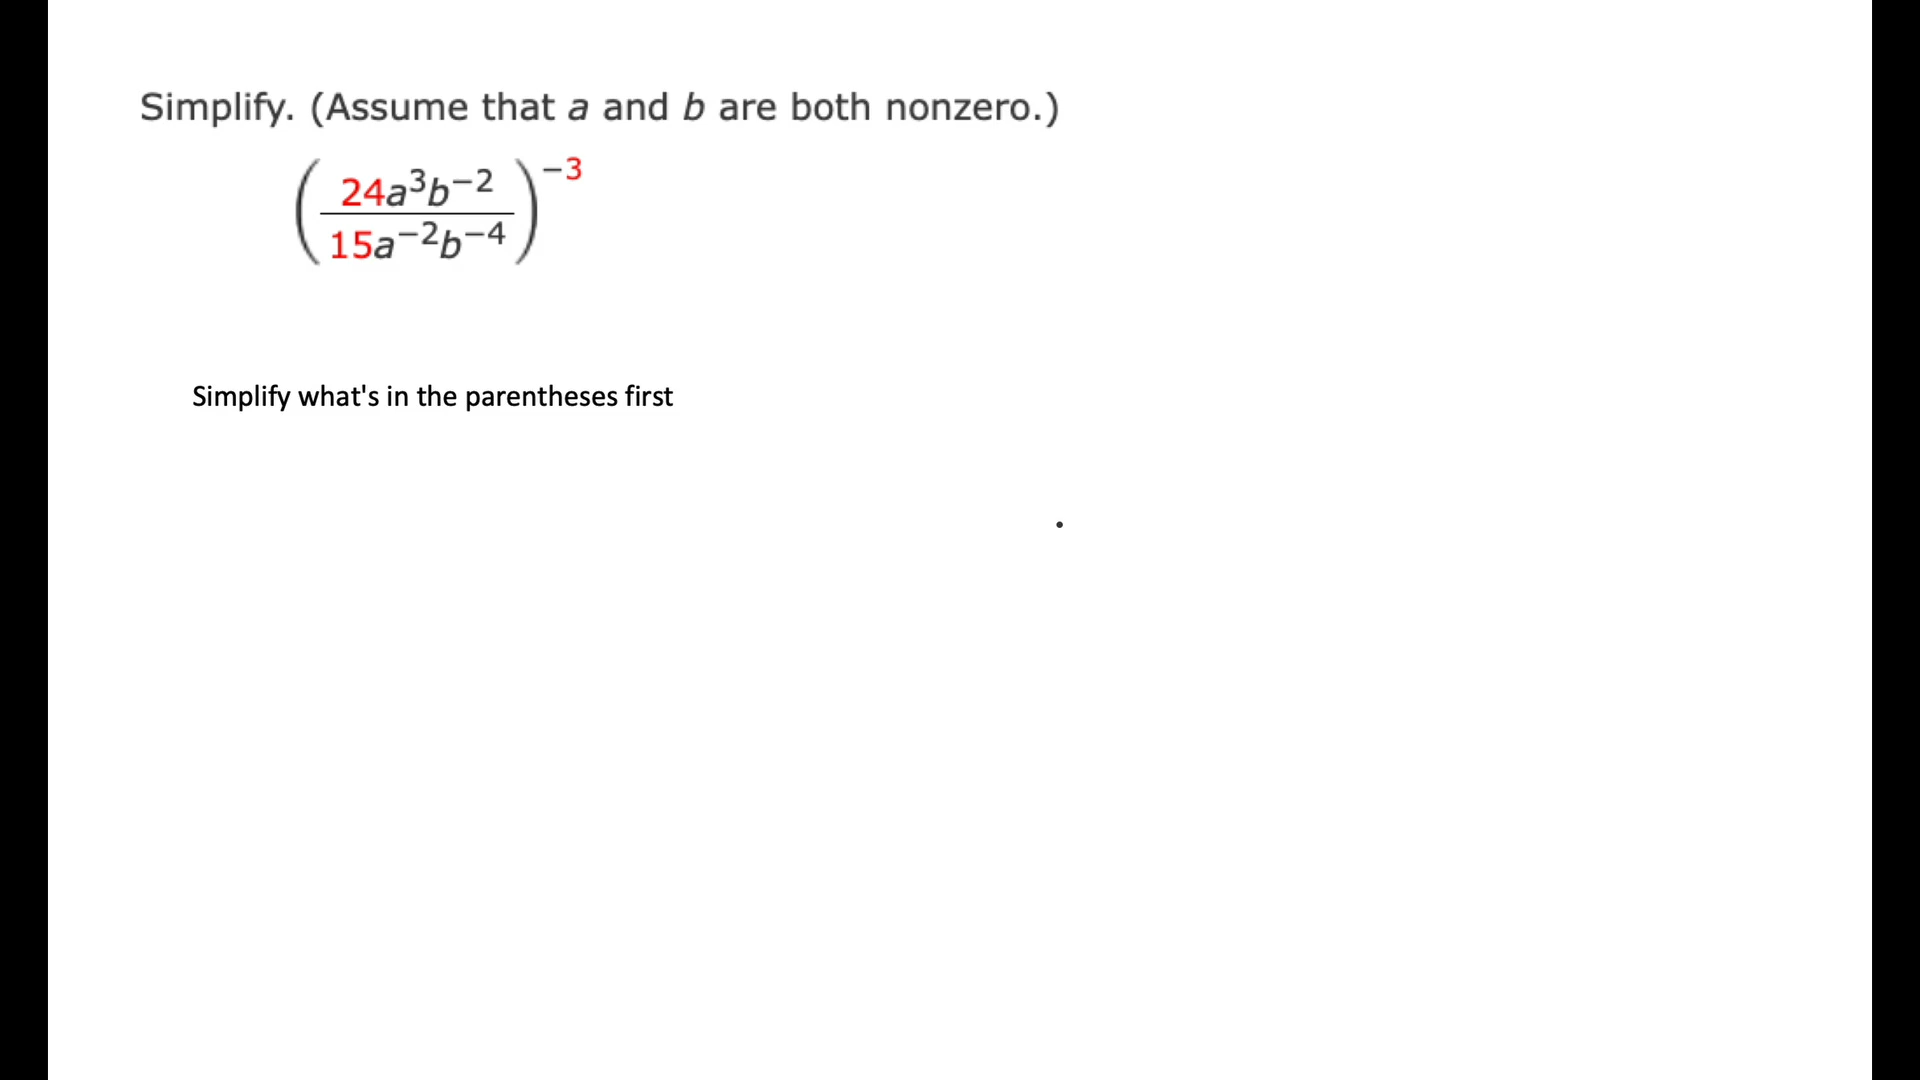 Simplify. (Assume that a and b are both nonzero.)
(24a³b⁻² / 15a⁻²b⁻⁴)⁻³
Simplify what's in the parentheses first